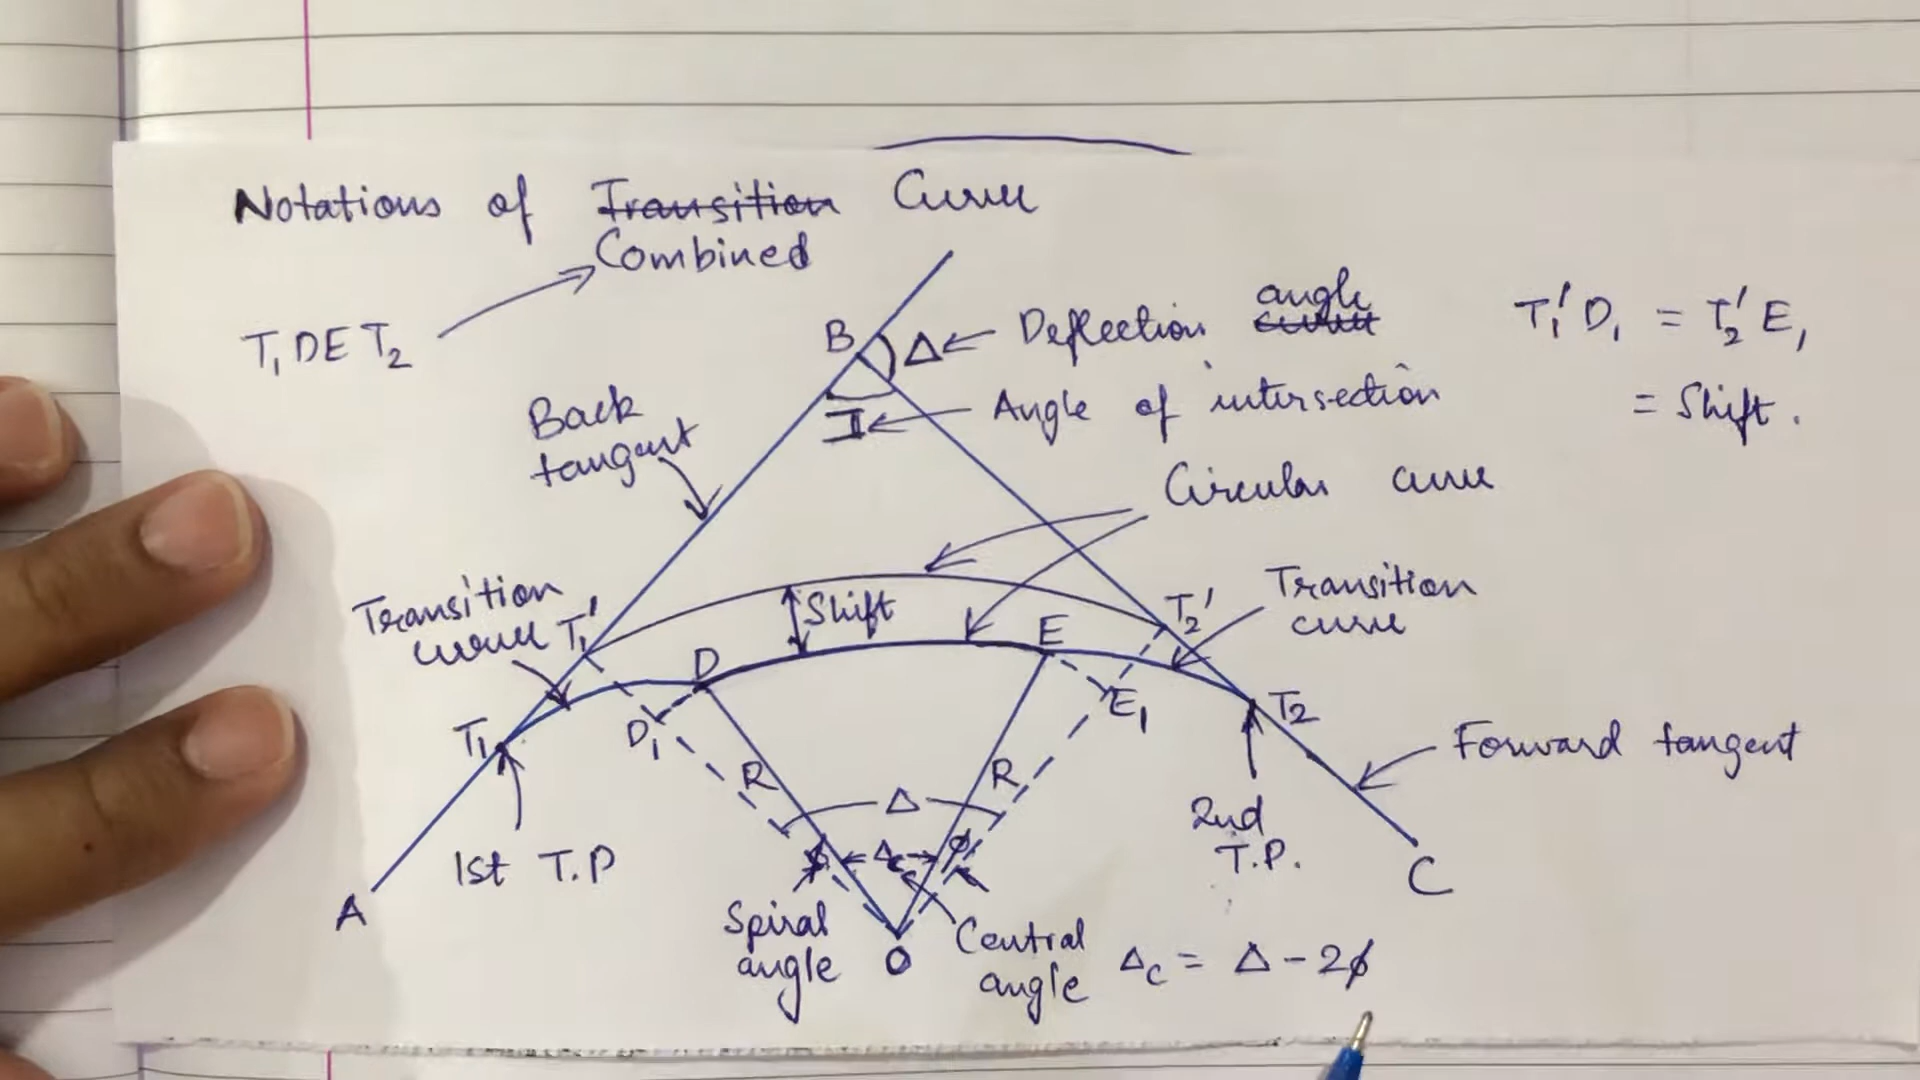 Notations of Transition Curve
Combined
T₁DET₂
B
Δ
Deflection curve
angle
T₁'D₁ = T₂'E₁
= Shift.
I
Angle of intersection
Back
tangent
Circular curve
Transition
curve
T₁'
Shift
D
E
T₂'
Transition
curve
T₁
D₁
E₁
T₂
Forward tangent
R
R
Δ
1st T.P
2nd
T.P.
ϕ
Δc
ϕ
A
C
Spiral
angle
O
Central
angle
Δc = Δ - 2ϕ